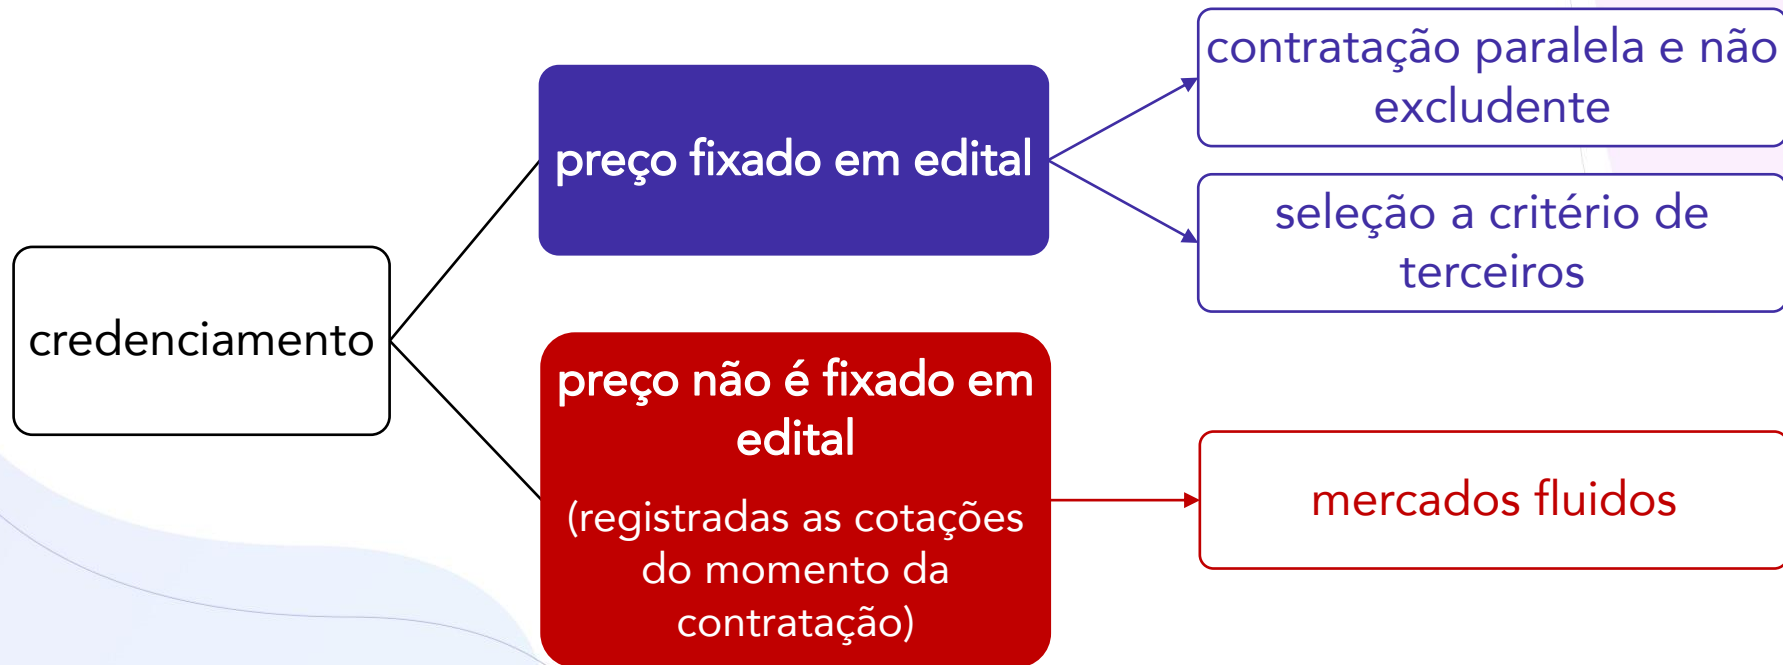 credenciamento
preço fixado em edital
contratação paralela e não
excludente
seleção a critério de
terceiros
preço não é fixado em
edital
(registradas as cotações
do momento da
contratação)
mercados fluidos